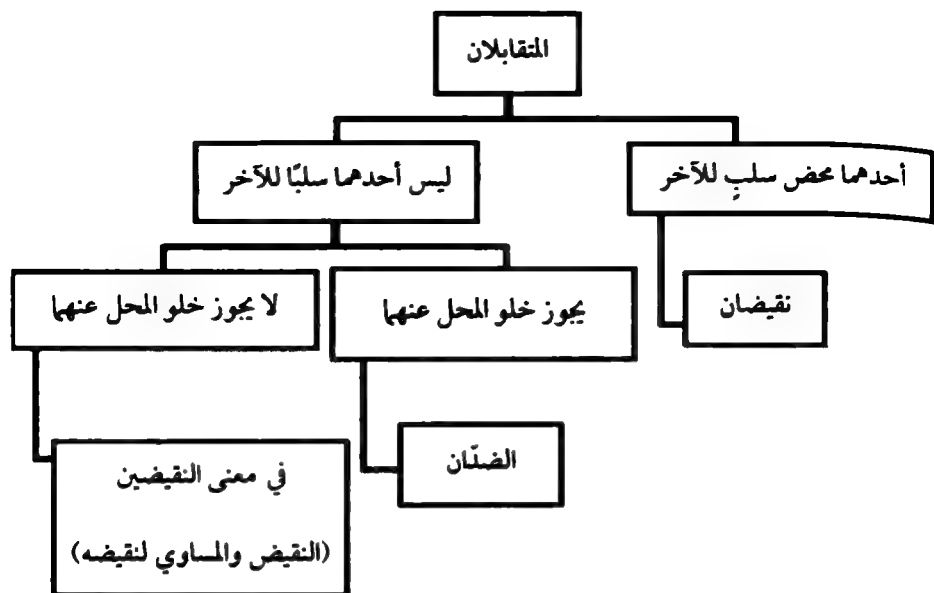 المتقابلان
أحدهما محض سلبٍ للآخر
ليس أحدهما سلبًا للآخر
نقيضان
يجوز خلو المحل عنهما
لا يجوز خلو المحل عنهما
الضدّان
في معنى النقيضين
(النقيض والمساوي لنقيضه)